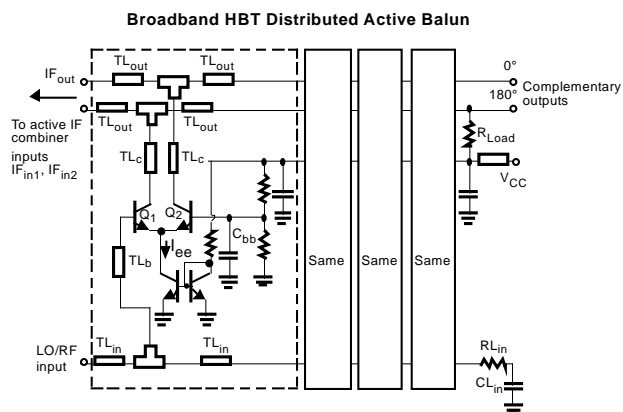 Broadband HBT Distributed Active Balun
IFout
TLout
TLout
TLout
TLout
To active IF
combiner
inputs
IFin1, IFin2
TLc
TLc
Q1
Q2
Iee
Cbb
TLb
LO/RF
input
TLin
TLin
Same
Same
Same
0°
180°
Complementary
outputs
RLoad
VCC
RLin
CLin